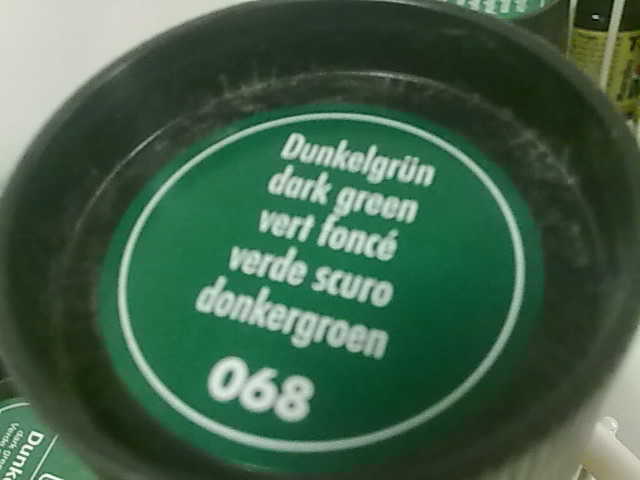 Dunkelgrün
dark green
vert foncé
verde scuro
donkergroen
068